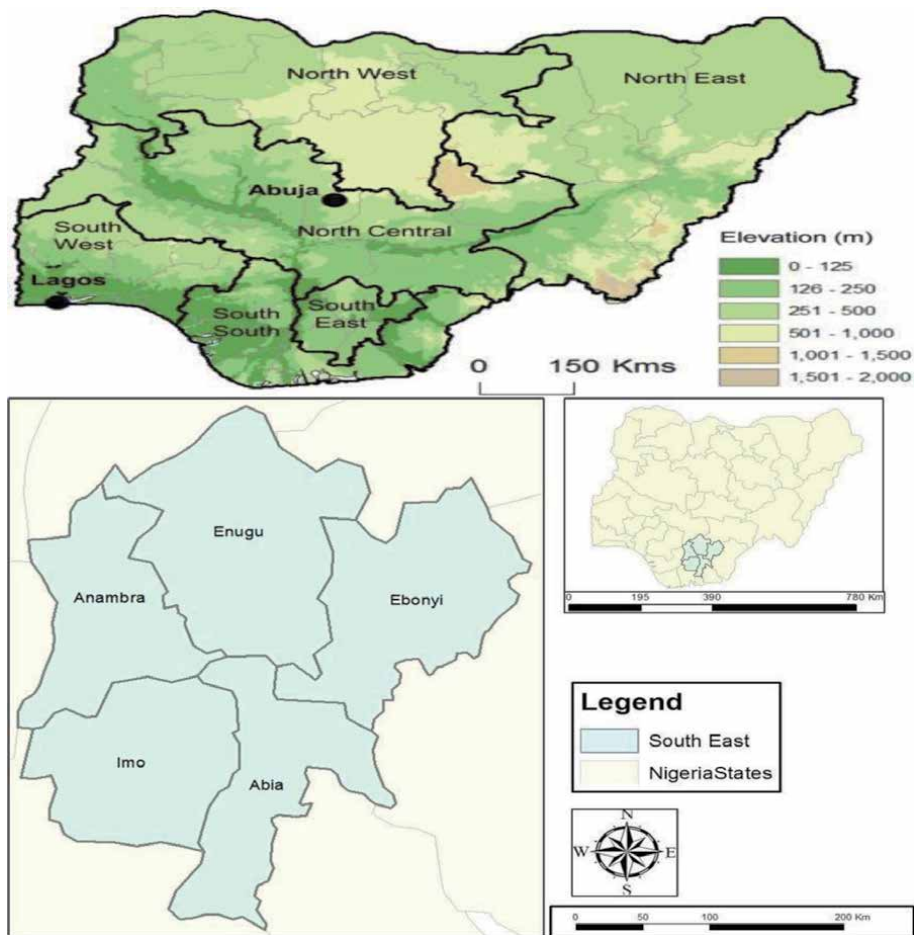 North West
North East
Abuja
North Central
South
West
Lagos
South
South
South
East
Elevation (m)
0 - 125
126 - 250
251 - 500
501 - 1,000
1,001 - 1,500
1,501 - 2,000
0 150 Kms
Enugu
Anambra
Ebonyi
Imo
Abia
0 195 390 780 Km
Legend
South East
NigeriaStates
N
W E
S
0 50 100 200 Km